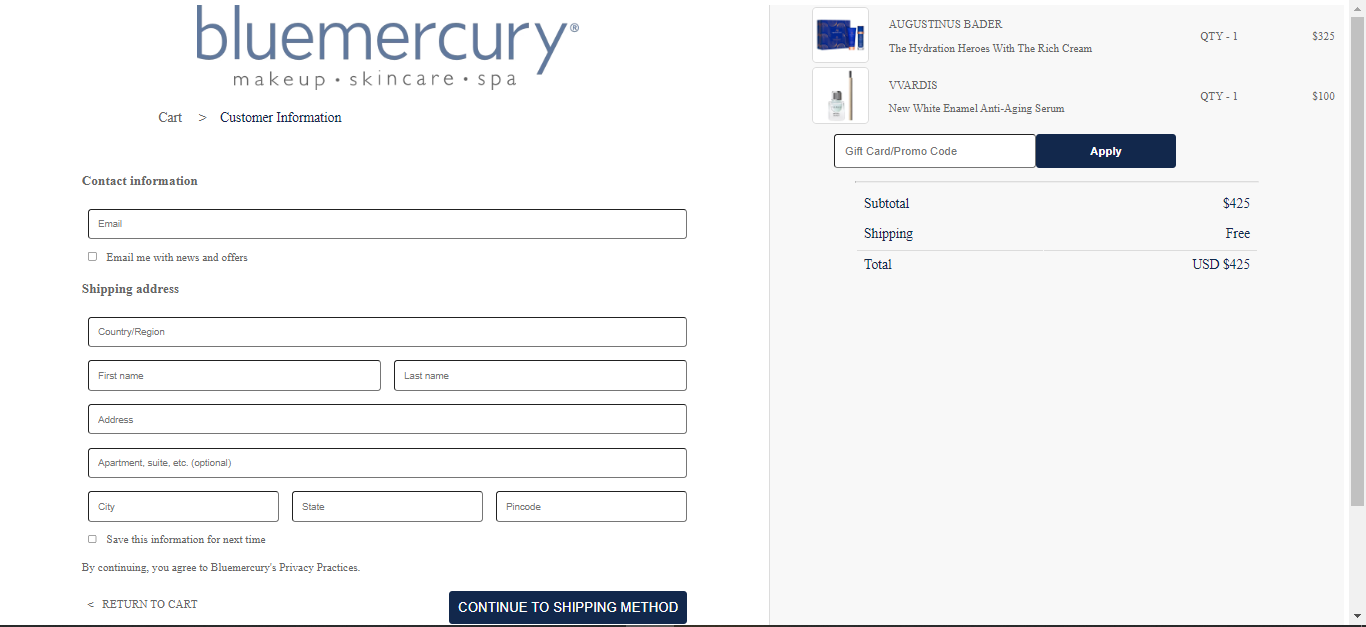 bluemercury®
makeup • skincare • spa
Cart > Customer Information
Contact information
Email
Email me with news and offers
Shipping address
Country/Region
First name Last name
Address
Apartment, suite, etc. (optional)
City State Pincode
Save this information for next time
By continuing, you agree to Bluemercury's Privacy Practices.
< RETURN TO CART CONTINUE TO SHIPPING METHOD
AUGUSTINUS BADER
The Hydration Heroes With The Rich Cream
QTY - 1 $325
VVARDIS
New White Enamel Anti-Aging Serum
QTY - 1 $100
Gift Card/Promo Code Apply
Subtotal $425
Shipping Free
Total USD $425